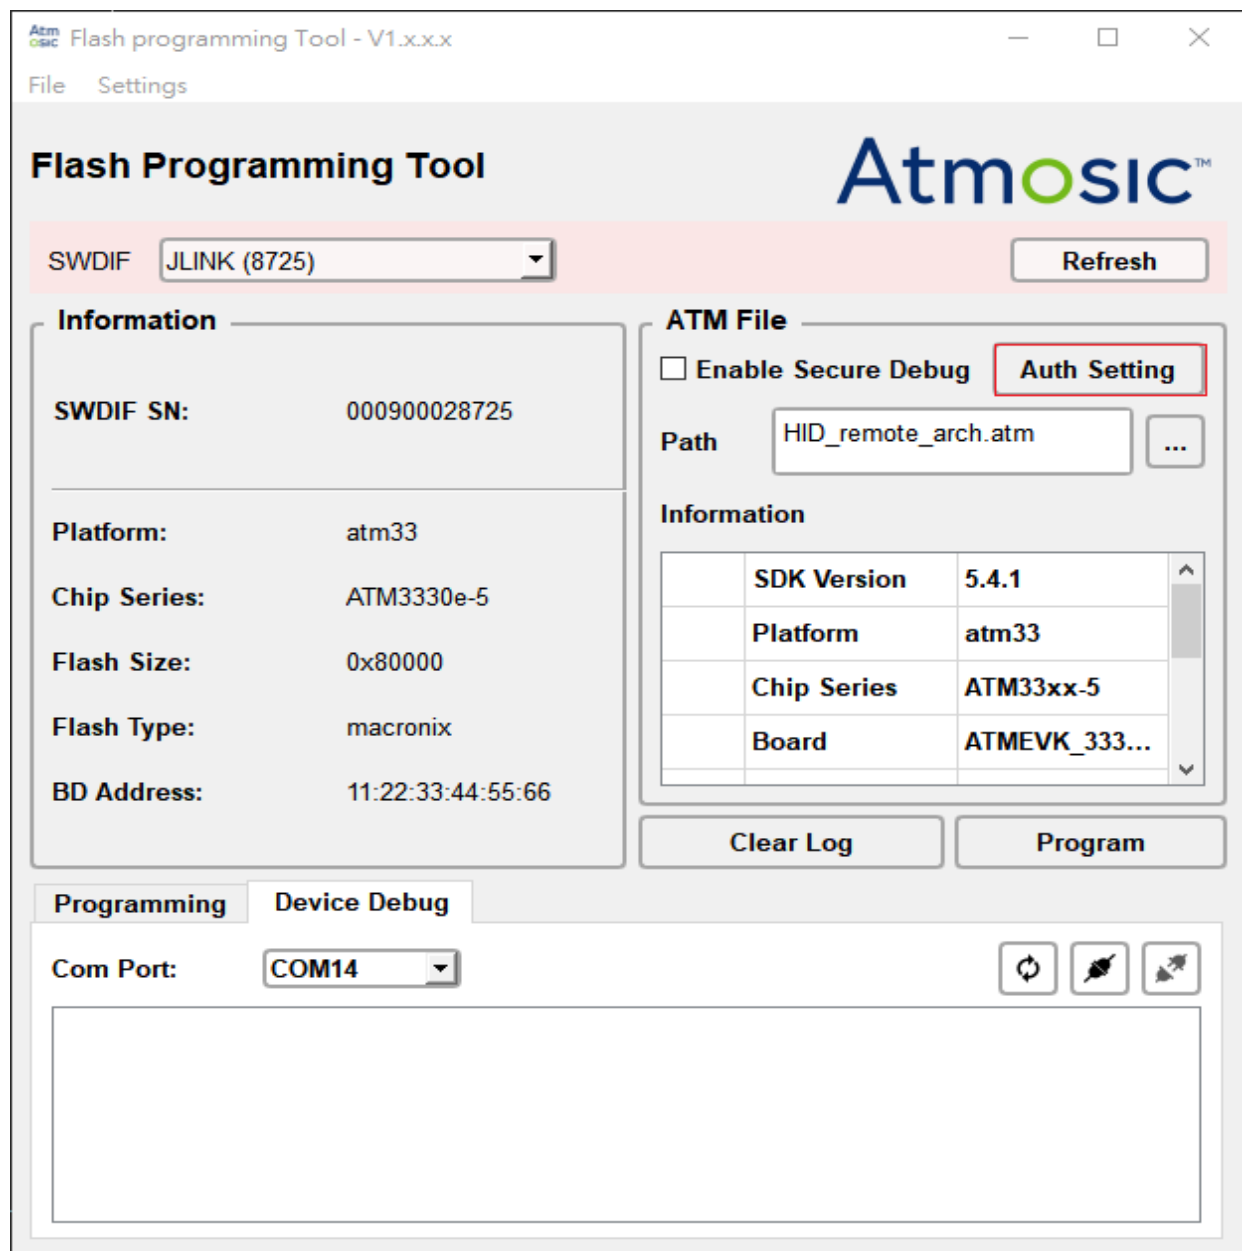 Atmosic Flash programming Tool - V1.x.x.x
File Settings
Flash Programming Tool
Atmosic™
SWDIF JLINK (8725) Refresh
Information
SWDIF SN: 000900028725
Platform: atm33
Chip Series: ATM3330e-5
Flash Size: 0x80000
Flash Type: macronix
BD Address: 11:22:33:44:55:66
ATM File
Enable Secure Debug Auth Setting
Path HID_remote_arch.atm ...
Information
SDK Version 5.4.1
Platform atm33
Chip Series ATM33xx-5
Board ATMEVK_333...
Clear Log Program
Programming Device Debug
Com Port: COM14